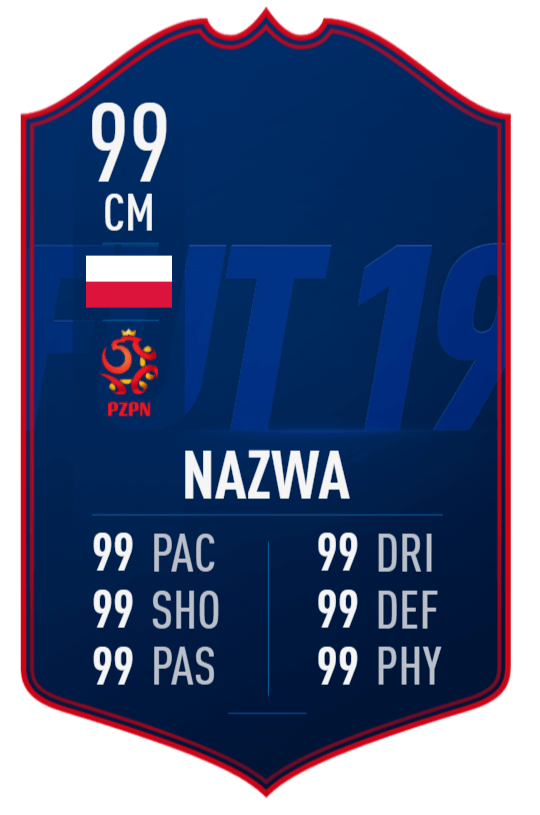 99
CM
FUT 19
PZPN
NAZWA
99 PAC 99 DRI
99 SHO 99 DEF
99 PAS 99 PHY